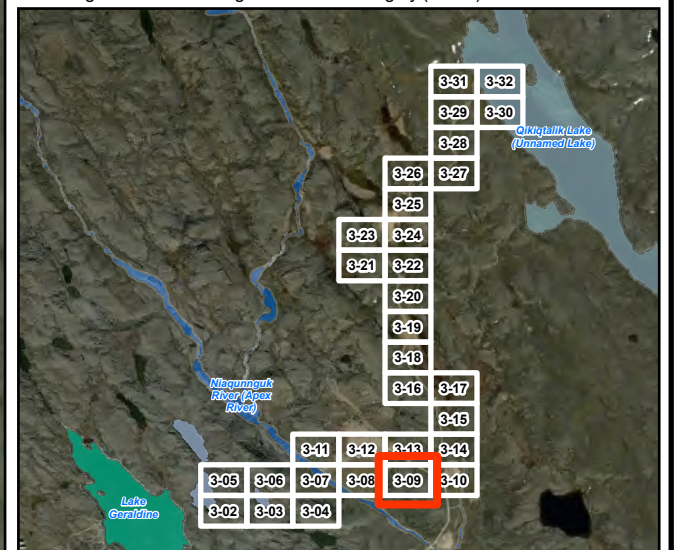 3-31 3-32
3-29 3-30
Qikiqtalik Lake
(Unnamed Lake)
3-28
3-26 3-27
3-25
3-23 3-24
3-21 3-22
3-20
3-19
3-18
3-16 3-17
Niaqunnguk
River (Apex
River)
3-15
3-11 3-12 3-13 3-14
3-05 3-06 3-07 3-08 3-09 3-10
Lake
Geraldine
3-02 3-03 3-04